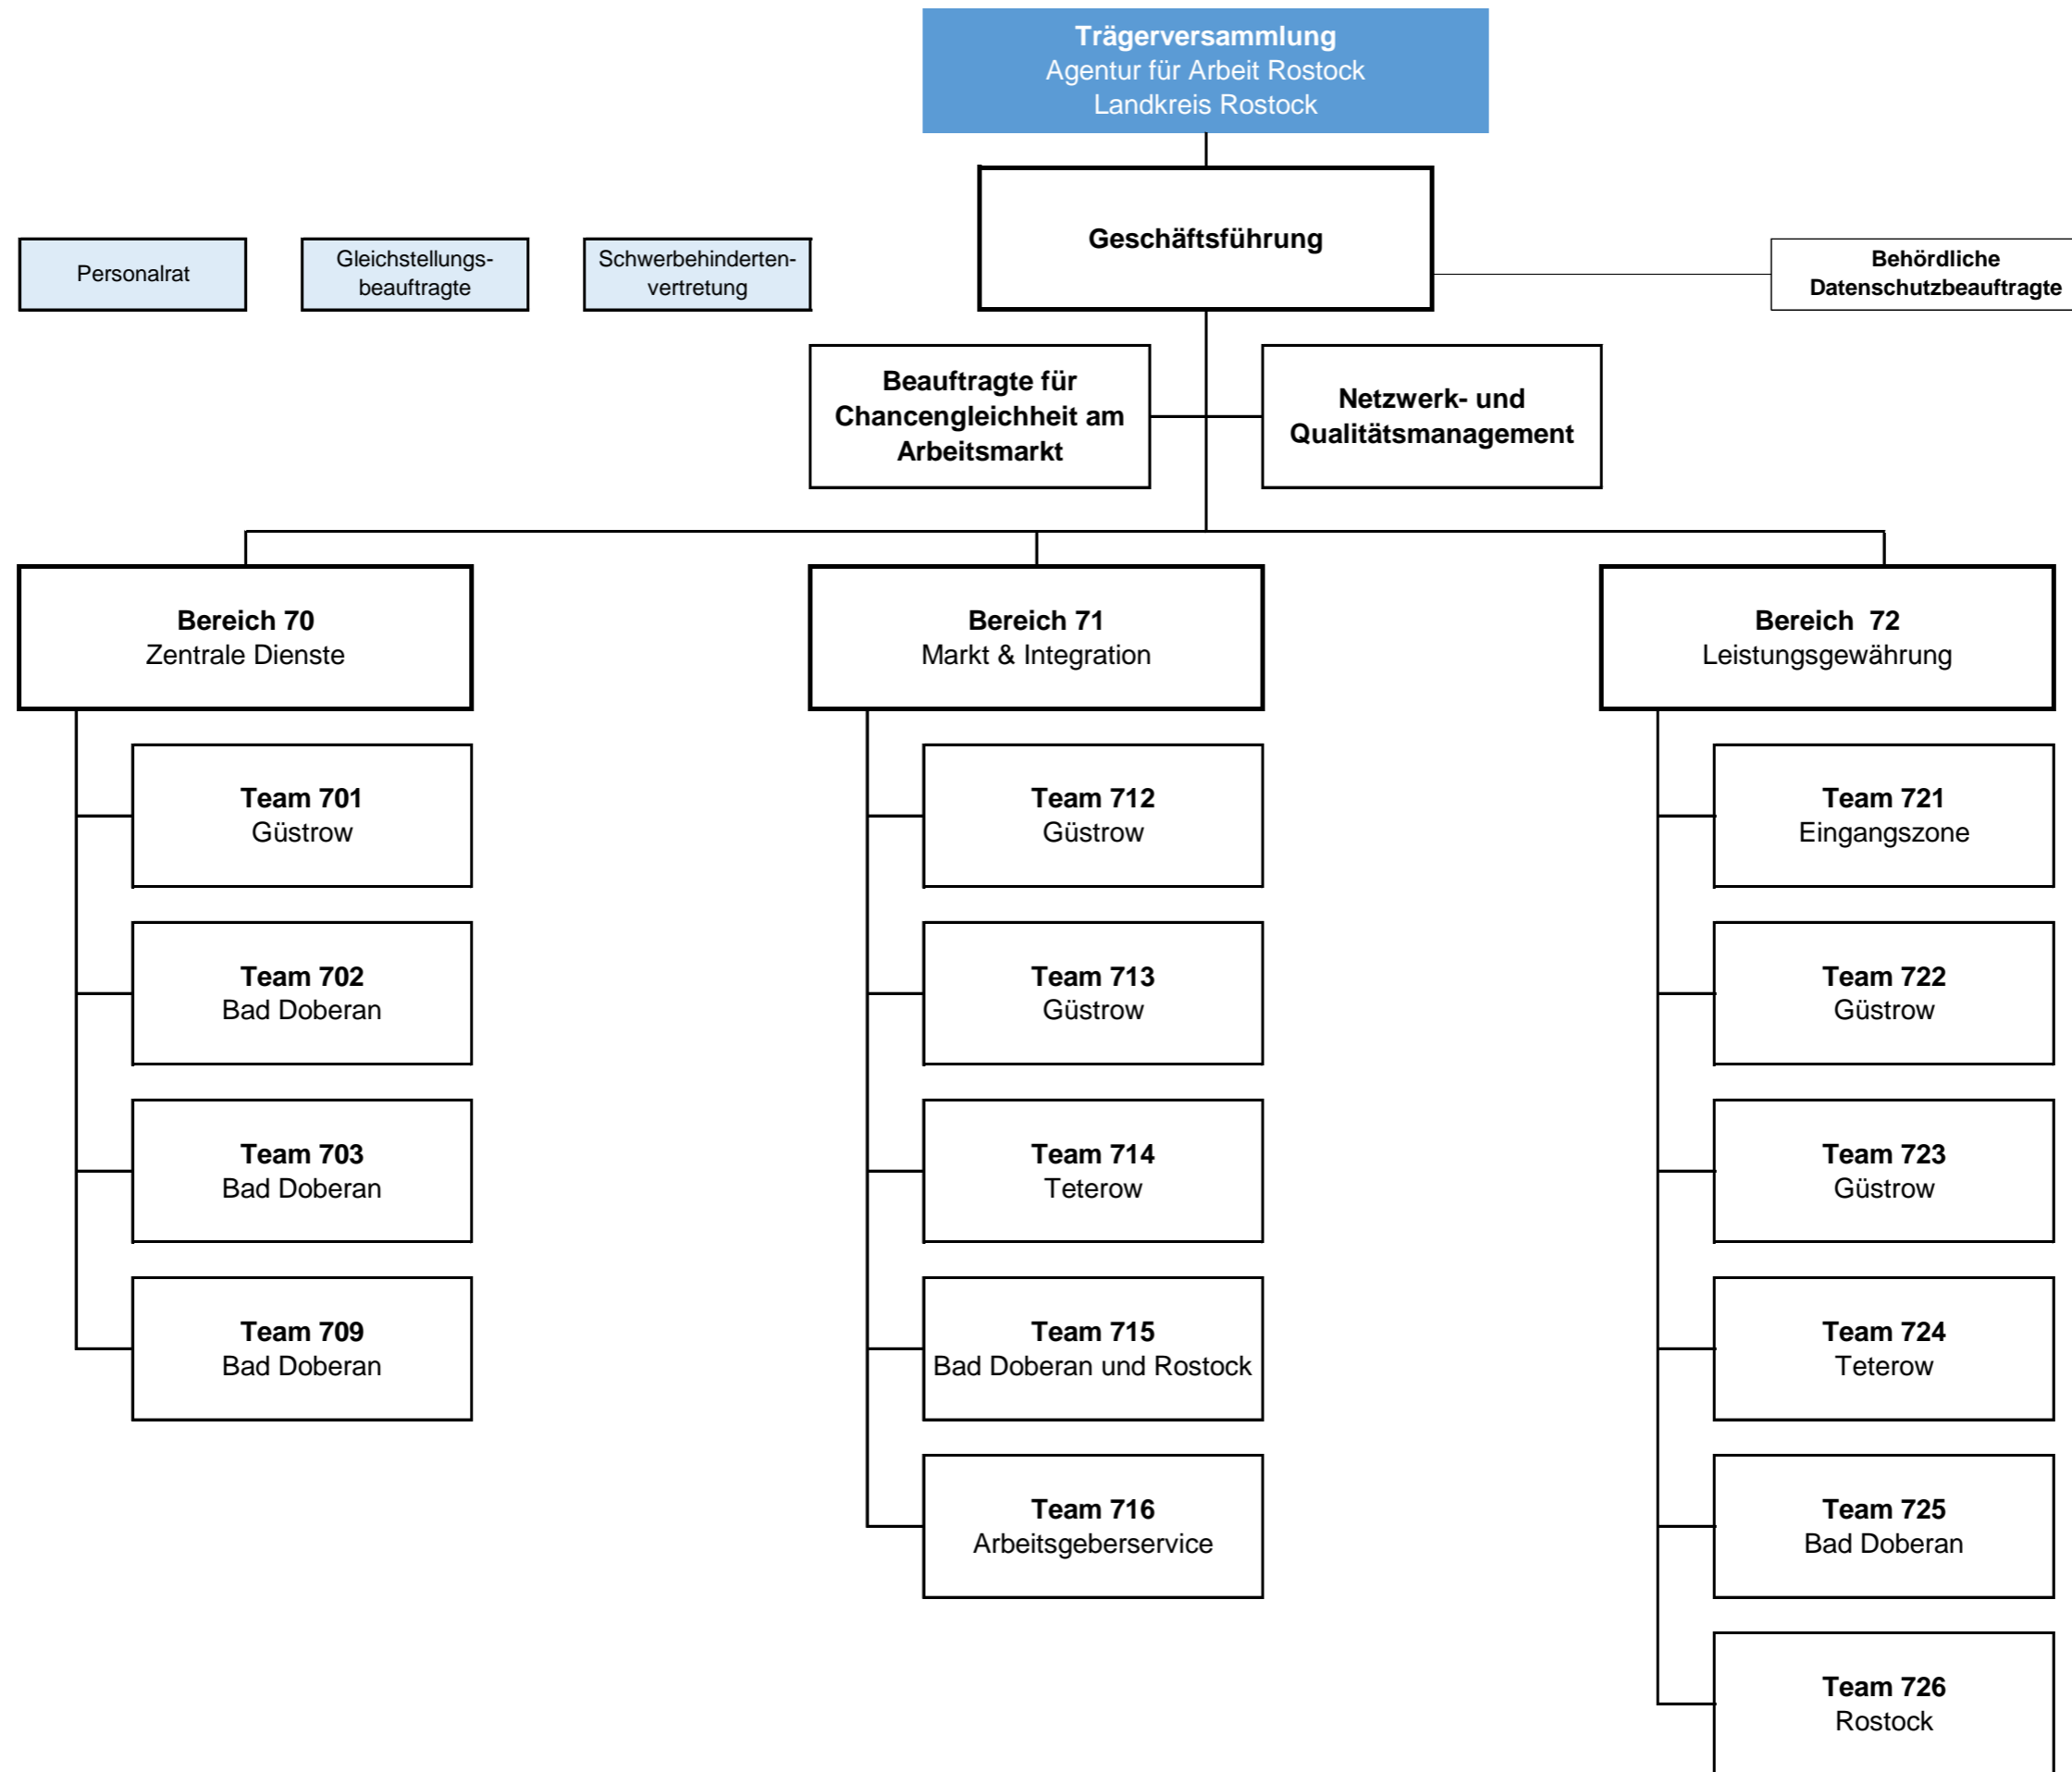 Trägerversammlung
Agentur für Arbeit Rostock
Landkreis Rostock
Geschäftsführung
Personalrat
Gleichstellungs-
beauftragte
Schwerbehinderten-
vertretung
Behördliche
Datenschutzbeauftragte
Beauftragte für
Chancengleichheit am
Arbeitsmarkt
Netzwerk- und
Qualitätsmanagement
Bereich 70
Zentrale Dienste
Team 701
Güstrow
Team 702
Bad Doberan
Team 703
Bad Doberan
Team 709
Bad Doberan
Bereich 71
Markt & Integration
Team 712
Güstrow
Team 713
Güstrow
Team 714
Teterow
Team 715
Bad Doberan und Rostock
Team 716
Arbeitsgeberservice
Bereich 72
Leistungsgewährung
Team 721
Eingangszone
Team 722
Güstrow
Team 723
Güstrow
Team 724
Teterow
Team 725
Bad Doberan
Team 726
Rostock